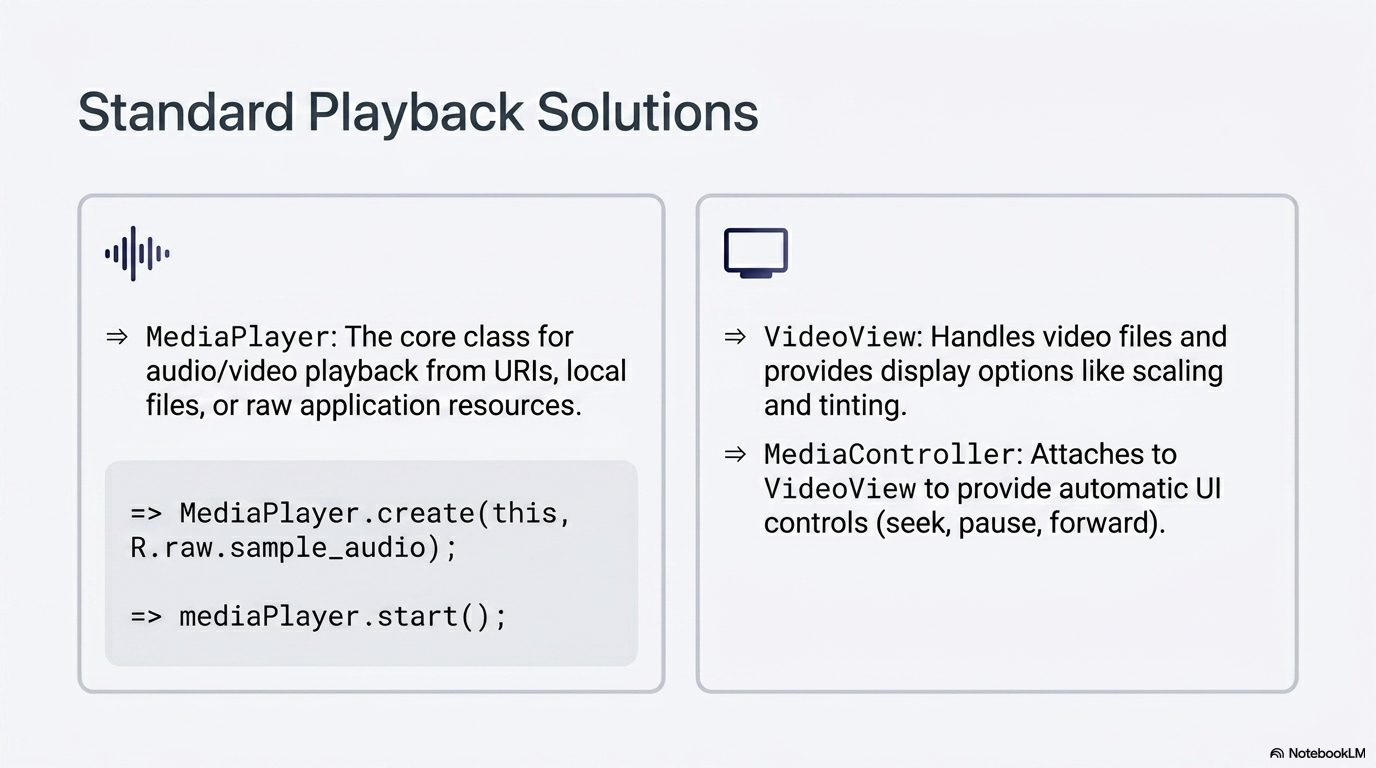 Standard Playback Solutions
⇒ MediaPlayer: The core class for
audio/video playback from URIs, local
files, or raw application resources.
=> MediaPlayer.create(this,
R.raw.sample_audio);
=> mediaPlayer.start();
⇒ VideoView: Handles video files and
provides display options like scaling
and tinting.
⇒ MediaController: Attaches to
VideoView to provide automatic UI
controls (seek, pause, forward).
NotebookLM